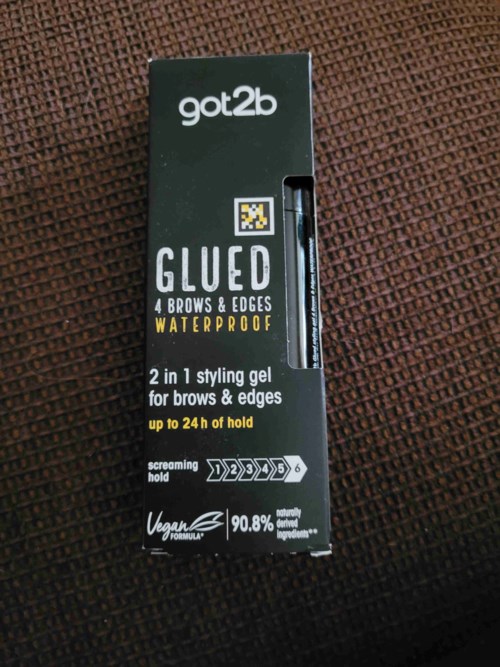 got2b
GLUED
4 BROWS & EDGES
WATERPROOF
2 in 1 styling gel
for brows & edges
up to 24h of hold
screaming
hold
1 2 3 4 5 6
Vegan
FORMULA*
90.8%
naturally
derived
ingredients**